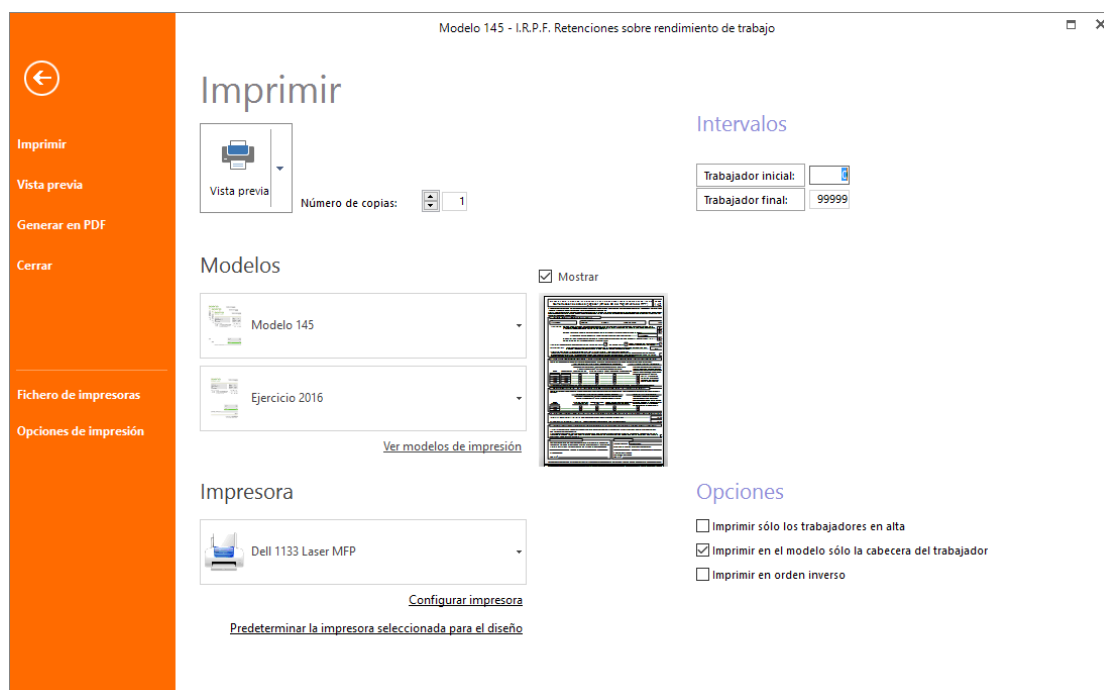 Modelo 145 - I.R.P.F. Retenciones sobre rendimiento de trabajo
Imprimir
Vista previa
Generar en PDF
Cerrar
Fichero de impresoras
Opciones de impresión
Imprimir
Vista previa
Número de copias: 1
Intervalos
Trabajador inicial: 0
Trabajador final: 99999
Modelos
Mostrar
Modelo 145
Ejercicio 2016
Ver modelos de impresión
Impresora
Dell 1133 Laser MFP
Configurar impresora
Predeterminar la impresora seleccionada para el diseño
Opciones
Imprimir sólo los trabajadores en alta
Imprimir en el modelo sólo la cabecera del trabajador
Imprimir en orden inverso